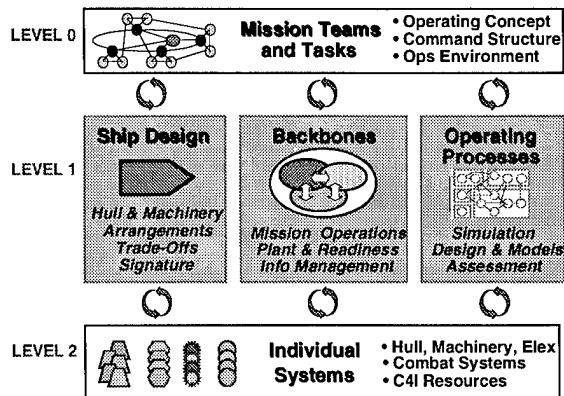 LEVEL 0
Mission Teams
and Tasks
• Operating Concept
• Command Structure
• Ops Environment
LEVEL 1
Ship Design
Hull & Machinery
Arrangements
Trade-Offs
Signature
Backbones
Mission Operations
Plant & Readiness
Info Management
Operating
Processes
Simulation
Design & Models
Assessment
LEVEL 2
Individual
Systems
• Hull, Machinery, Elex
• Combat Systems
• C4I Resources